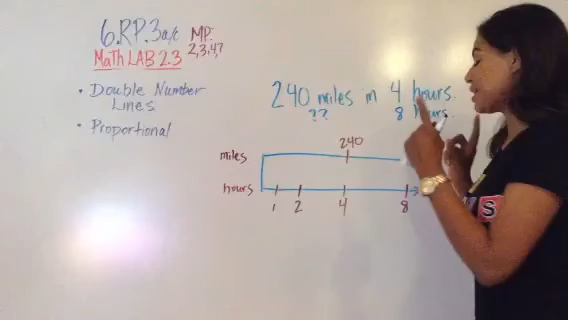 6.RP.3a/c MP:
2,3,4,7
Math LAB 2.3
• Double Number
Lines
• Proportional
240 miles in 4 hours.
?? 8 hours.
240
miles
hours
1 2 4 8
S